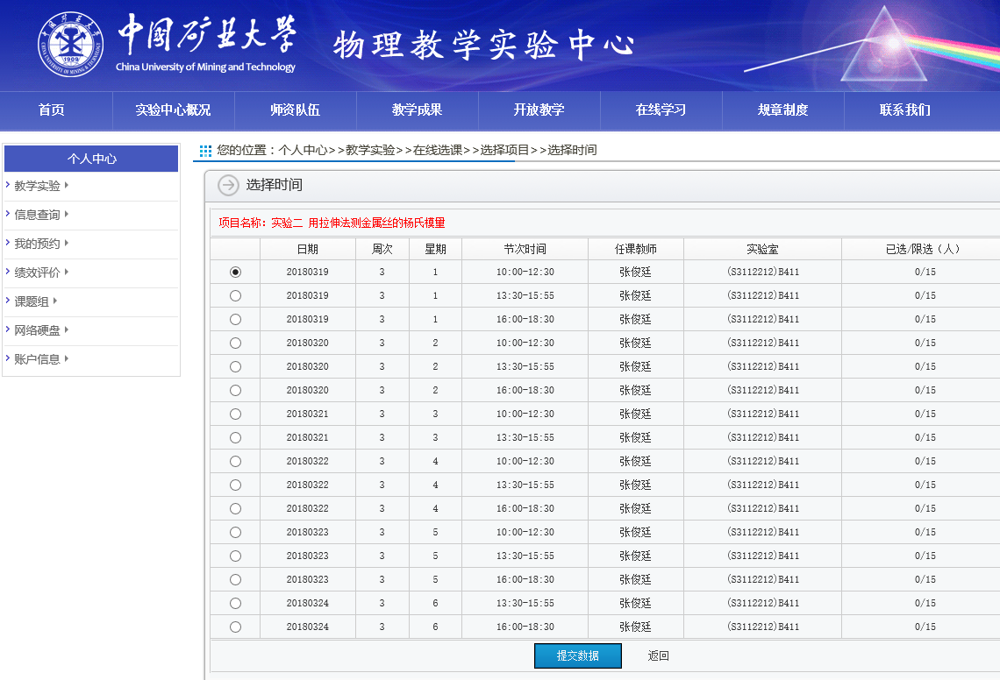 中国矿业大学
China University of Mining and Technology
物理教学实验中心
1909
首页 实验中心概况 师资队伍 教学成果 开放教学 在线学习 规章制度 联系我们
个人中心
教学实验
信息查询
我的预约
绩效评价
课题组
网络硬盘
账户信息
您的位置：个人中心>>教学实验>>在线选课>>选择项目>>选择时间
选择时间
项目名称：实验二 用拉伸法测金属丝的杨氏模量
日期 周次 星期 节次时间 任课教师 实验室 已选/限选（人）
20180319 3 1 10:00-12:30 张俊廷 (S3112212)B411 0/15
20180319 3 1 13:30-15:55 张俊廷 (S3112212)B411 0/15
20180319 3 1 16:00-18:30 张俊廷 (S3112212)B411 0/15
20180320 3 2 10:00-12:30 张俊廷 (S3112212)B411 0/15
20180320 3 2 13:30-15:55 张俊廷 (S3112212)B411 0/15
20180320 3 2 16:00-18:30 张俊廷 (S3112212)B411 0/15
20180321 3 3 10:00-12:30 张俊廷 (S3112212)B411 0/15
20180321 3 3 13:30-15:55 张俊廷 (S3112212)B411 0/15
20180322 3 4 10:00-12:30 张俊廷 (S3112212)B411 0/15
20180322 3 4 13:30-15:55 张俊廷 (S3112212)B411 0/15
20180322 3 4 16:00-18:30 张俊廷 (S3112212)B411 0/15
20180323 3 5 10:00-12:30 张俊廷 (S3112212)B411 0/15
20180323 3 5 13:30-15:55 张俊廷 (S3112212)B411 0/15
20180323 3 5 16:00-18:30 张俊廷 (S3112212)B411 0/15
20180324 3 6 13:30-15:55 张俊廷 (S3112212)B411 0/15
20180324 3 6 16:00-18:30 张俊廷 (S3112212)B411 0/15
提交数据 返回